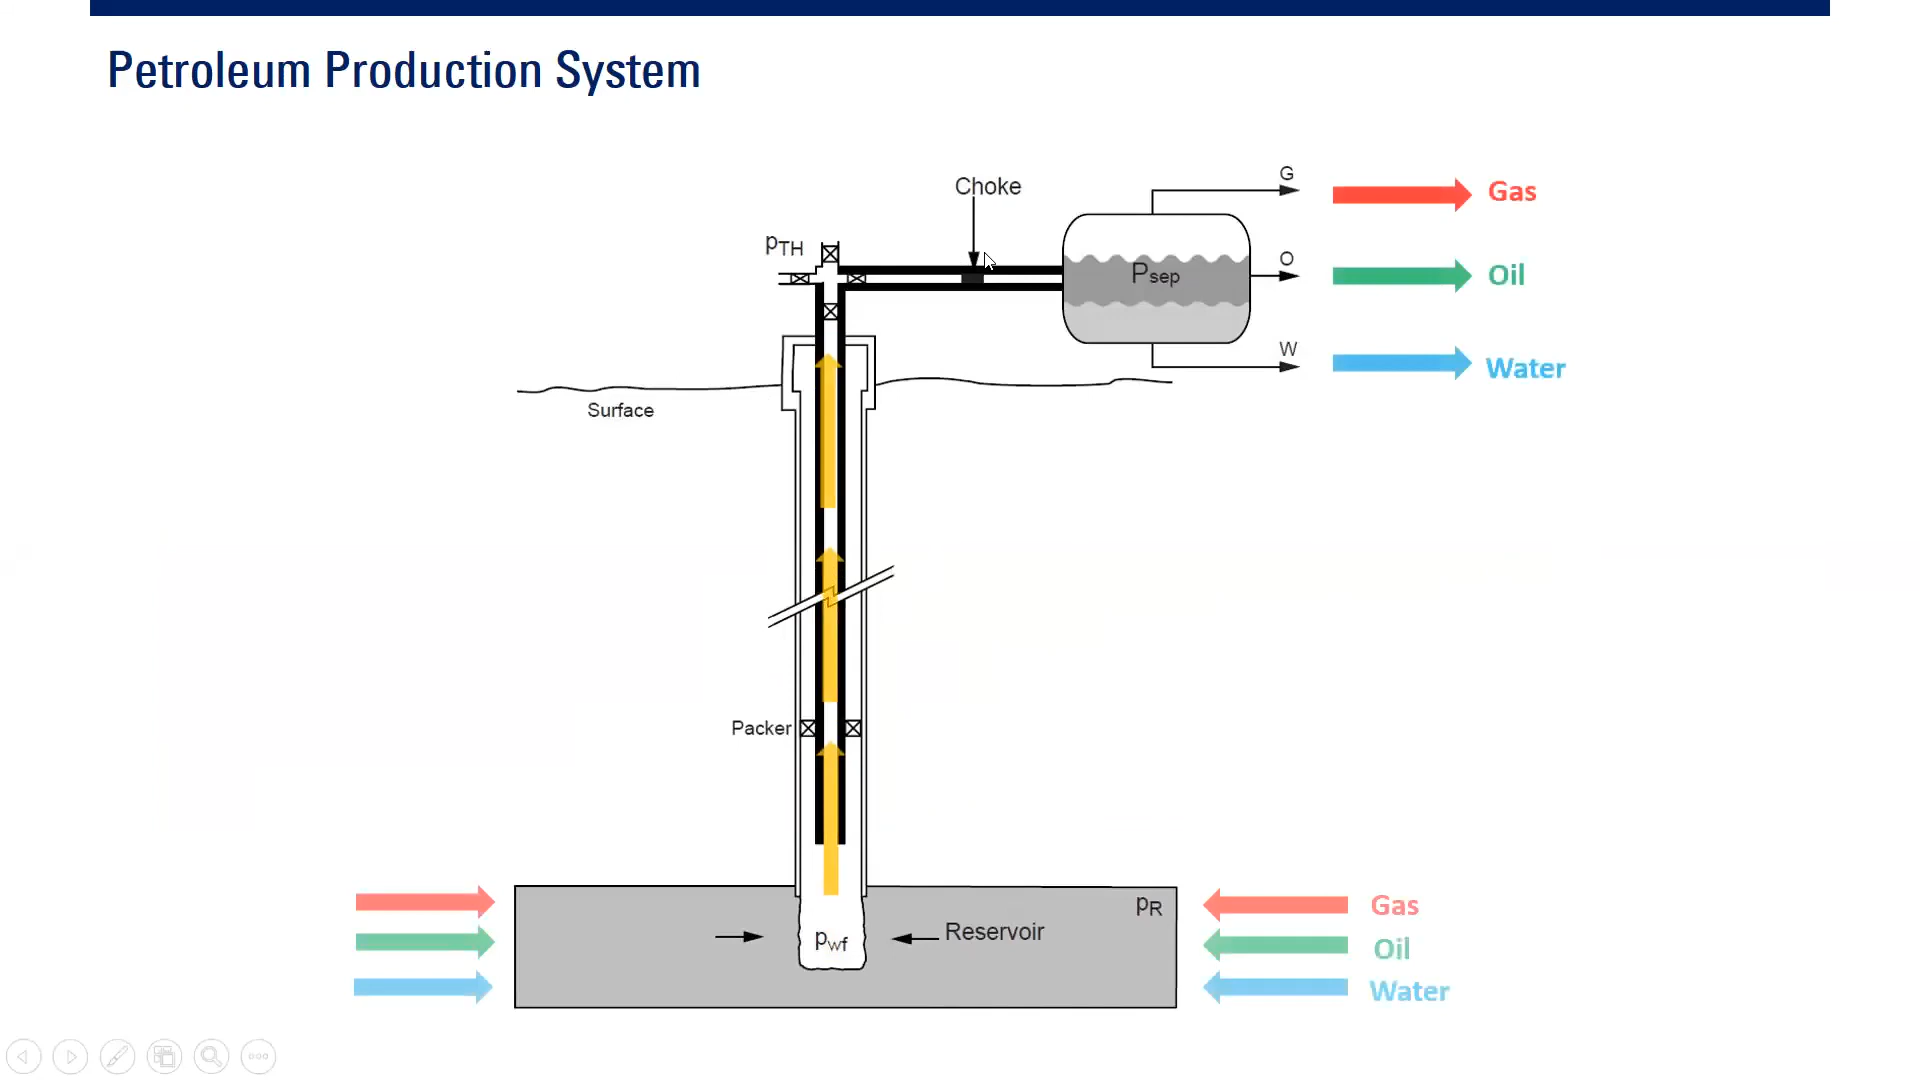 Petroleum Production System
Choke
G
Gas
pTH
O
Oil
Psep
W
Water
Surface
Packer
pR
Gas
Reservoir
pwf
Oil
Water